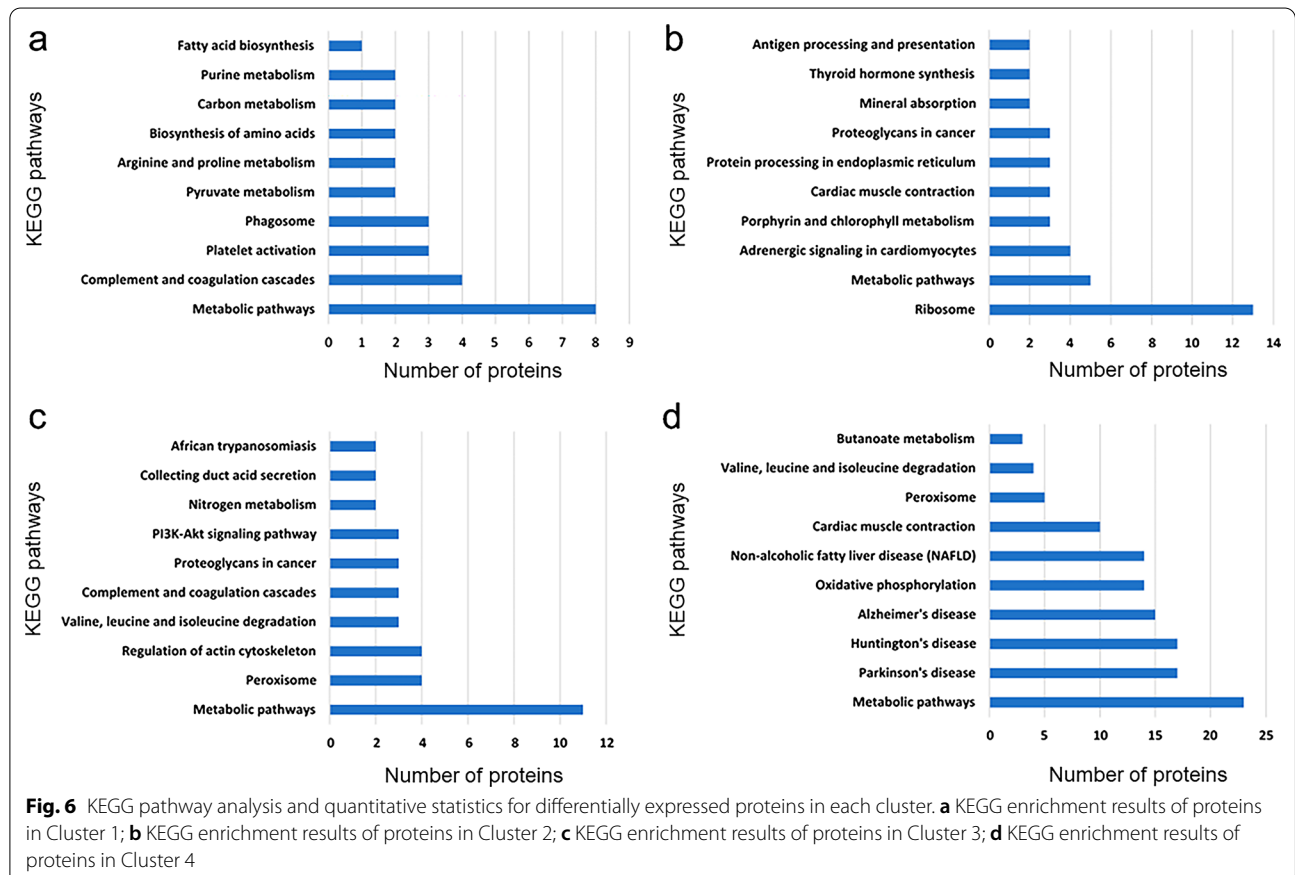 a
KEGG pathways
Fatty acid biosynthesis
Purine metabolism
Carbon metabolism
Biosynthesis of amino acids
Arginine and proline metabolism
Pyruvate metabolism
Phagosome
Platelet activation
Complement and coagulation cascades
Metabolic pathways
0 1 2 3 4 5 6 7 8 9
Number of proteins
b
KEGG pathways
Antigen processing and presentation
Thyroid hormone synthesis
Mineral absorption
Proteoglycans in cancer
Protein processing in endoplasmic reticulum
Cardiac muscle contraction
Porphyrin and chlorophyll metabolism
Adrenergic signaling in cardiomyocytes
Metabolic pathways
Ribosome
0 2 4 6 8 10 12 14
Number of proteins
c
KEGG pathways
African trypanosomiasis
Collecting duct acid secretion
Nitrogen metabolism
PI3K-Akt signaling pathway
Proteoglycans in cancer
Complement and coagulation cascades
Valine, leucine and isoleucine degradation
Regulation of actin cytoskeleton
Peroxisome
Metabolic pathways
0 2 4 6 8 10 12
Number of proteins
d
KEGG pathways
Butanoate metabolism
Valine, leucine and isoleucine degradation
Peroxisome
Cardiac muscle contraction
Non-alcoholic fatty liver disease (NAFLD)
Oxidative phosphorylation
Alzheimer's disease
Huntington's disease
Parkinson's disease
Metabolic pathways
0 5 10 15 20 25
Number of proteins
Fig. 6 KEGG pathway analysis and quantitative statistics for differentially expressed proteins in each cluster. a KEGG enrichment results of proteins
in Cluster 1; b KEGG enrichment results of proteins in Cluster 2; c KEGG enrichment results of proteins in Cluster 3; d KEGG enrichment results of
proteins in Cluster 4